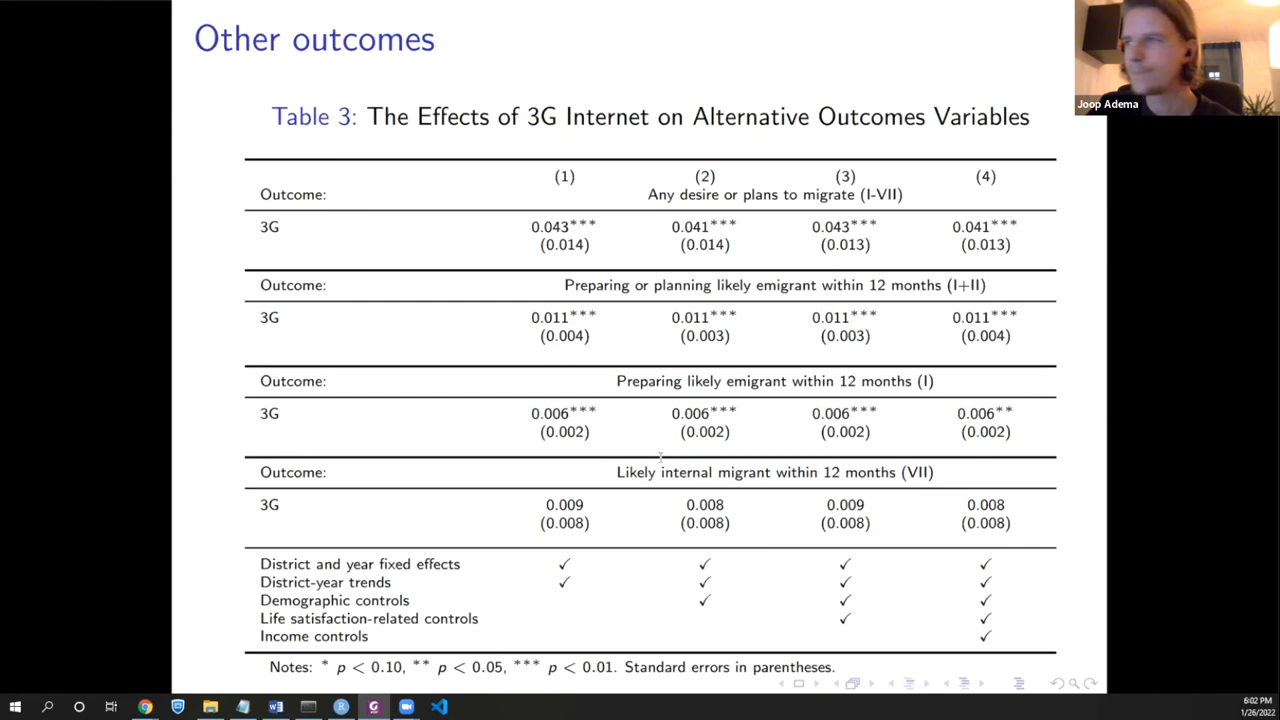 Other outcomes
Joop Adema
Table 3: The Effects of 3G Internet on Alternative Outcomes Variables
(1) (2) (3) (4)
Outcome: Any desire or plans to migrate (I-VII)
3G 0.043*** 0.041*** 0.043*** 0.041***
(0.014) (0.014) (0.013) (0.013)
Outcome: Preparing or planning likely emigrant within 12 months (I+II)
3G 0.011*** 0.011*** 0.011*** 0.011***
(0.004) (0.003) (0.003) (0.004)
Outcome: Preparing likely emigrant within 12 months (I)
3G 0.006*** 0.006*** 0.006*** 0.006**
(0.002) (0.002) (0.002) (0.002)
Outcome: Likely internal migrant within 12 months (VII)
3G 0.009 0.008 0.009 0.008
(0.008) (0.008) (0.008) (0.008)
District and year fixed effects ✓ ✓ ✓ ✓
District-year trends ✓ ✓ ✓ ✓
Demographic controls ✓ ✓ ✓
Life satisfaction-related controls ✓ ✓
Income controls ✓
Notes: * p < 0.10, ** p < 0.05, *** p < 0.01. Standard errors in parentheses.
6:02 PM
1/26/2022